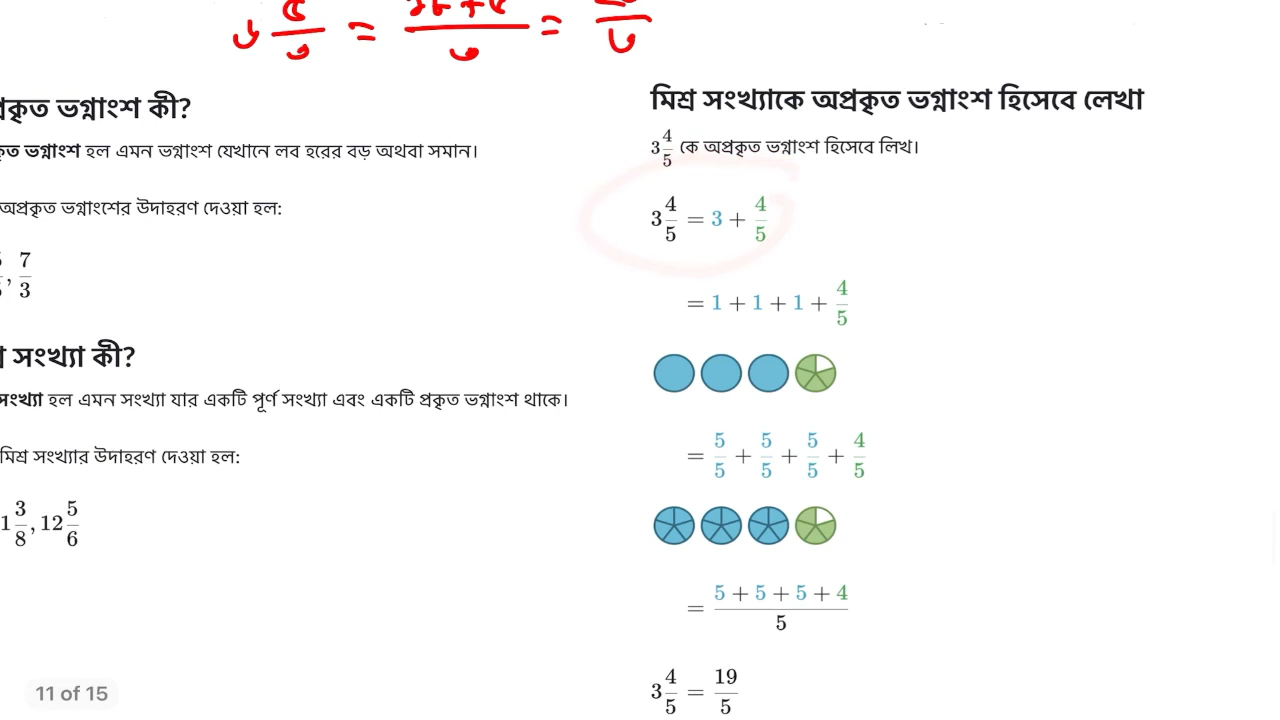 প্রকৃত ভগ্নাংশ কী?
কৃত ভগ্নাংশ হল এমন ভগ্নাংশ যেখানে লব হরের বড় অথবা সমান।
অপ্রকৃত ভগ্নাংশের উদাহরণ দেওয়া হল:
, 7/3
সংখ্যা কী?
সংখ্যা হল এমন সংখ্যা যার একটি পূর্ণ সংখ্যা এবং একটি প্রকৃত ভগ্নাংশ থাকে।
মিশ্র সংখ্যার উদাহরণ দেওয়া হল:
1 3/8, 12 5/6
11 of 15
মিশ্র সংখ্যাকে অপ্রকৃত ভগ্নাংশ হিসেবে লেখা
3 4/5 কে অপ্রকৃত ভগ্নাংশ হিসেবে লিখ।
3 4/5 = 3 + 4/5
= 1 + 1 + 1 + 4/5
= 5/5 + 5/5 + 5/5 + 4/5
= (5 + 5 + 5 + 4)/5
3 4/5 = 19/5